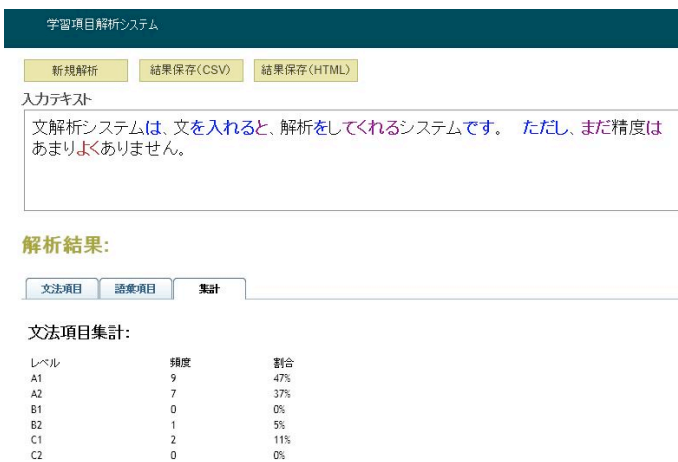 学習項目解析システム
新規解析 結果保存(CSV) 結果保存(HTML)
入力テキスト
文解析システムは、文を入れると、解析をしてくれるシステムです。 ただし、まだ精度は
あまりよくありません。
解析結果:
文法項目 語彙項目 集計
文法項目集計:
レベル 頻度 割合
A1 9 47%
A2 7 37%
B1 0 0%
B2 1 5%
C1 2 11%
C2 0 0%